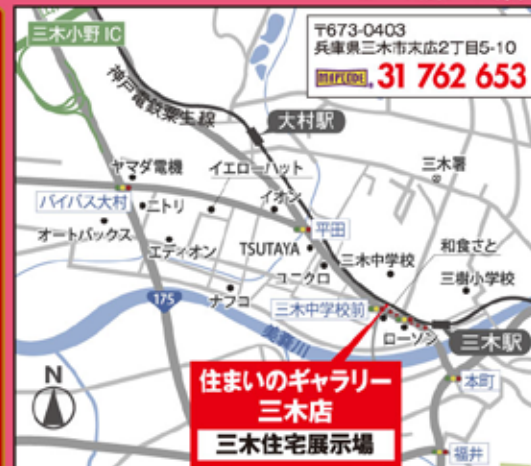 三木小野IC
〒673-0403
兵庫県三木市末広2丁目5-10
MAPCODE 31 762 653
神戸電鉄粟生線
大村駅
ヤマダ電機
イエローハット
三木署
バイパス大村
ニトリ
イオン
オートバックス
エディオン
TSUTAYA
平田
和食さと
ユニクロ
三木中学校
三樹小学校
175
ナフコ
三木中学校前
ローソン
美嚢川
三木駅
住まいのギャラリー
三木店
三木住宅展示場
本町
福井
N